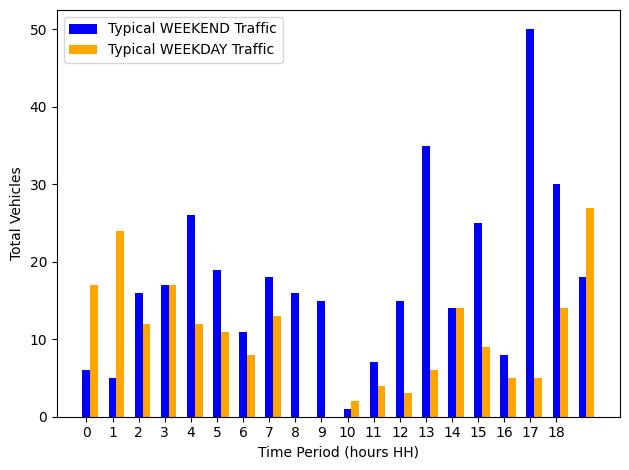 Typical WEEKEND Traffic
Typical WEEKDAY Traffic
50
40
30
20
10
0
Total Vehicles
0 1 2 3 4 5 6 7 8 9 10 11 12 13 14 15 16 17 18
Time Period (hours HH)